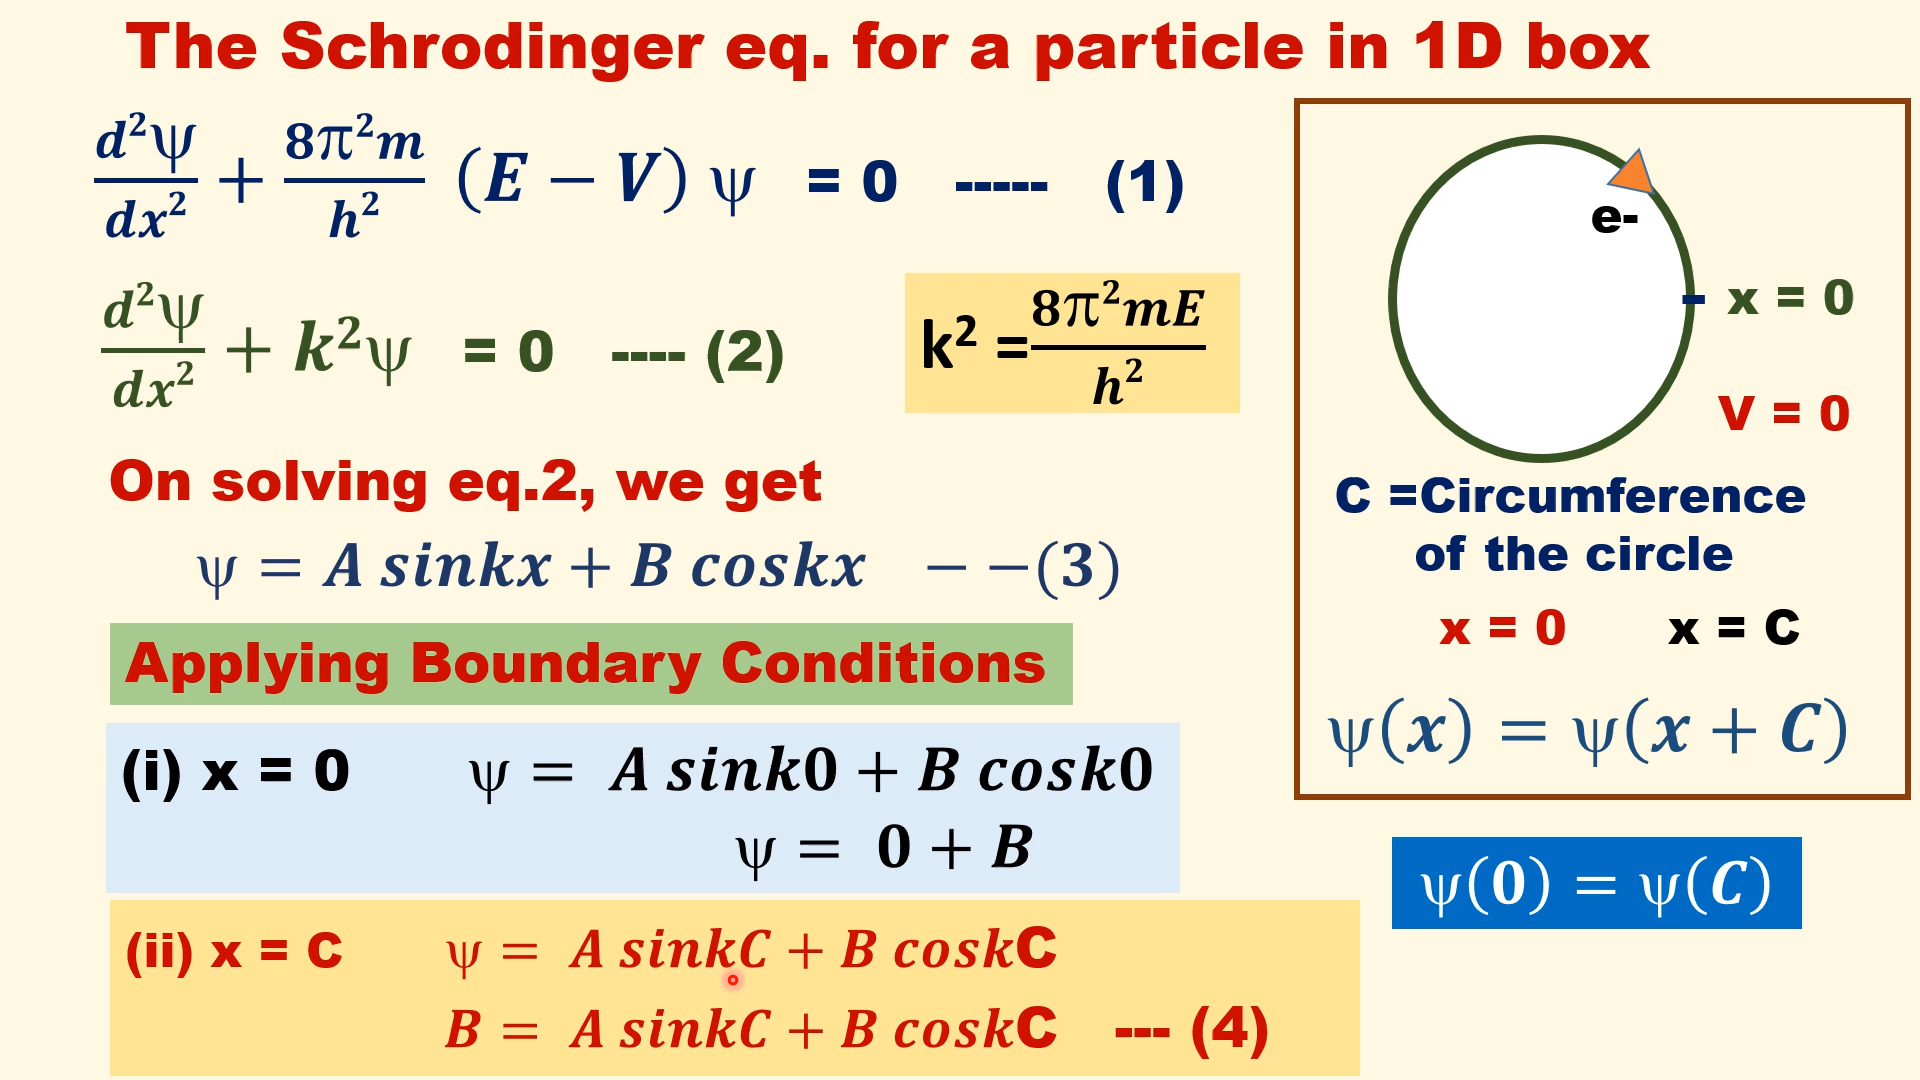 The Schrodinger eq. for a particle in 1D box
d²ψ/dx² + 8π²m/h² (E − V) ψ = 0 ----- (1)
d²ψ/dx² + k²ψ = 0 ---- (2)
k² = 8π²mE/h²
On solving eq.2, we get
ψ = A sinkx + B coskx − −(3)
Applying Boundary Conditions
(i) x = 0 ψ = A sink0 + B cosk0
ψ = 0 + B
(ii) x = C ψ = A sinkC + B coskC
B = A sinkC + B coskC --- (4)
e-
- x = 0
V = 0
C =Circumference
of the circle
x = 0 x = C
ψ(x) = ψ(x + C)
ψ(0) = ψ(C)